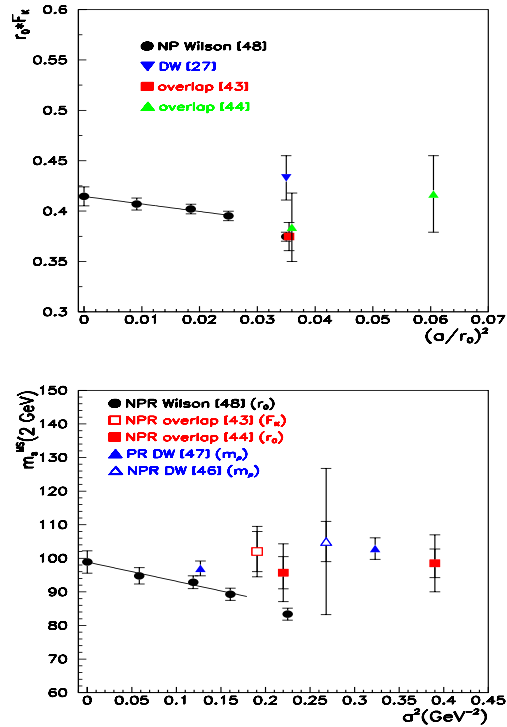 r₀*F_K
NP Wilson [48]
DW [27]
overlap [43]
overlap [44]
0.6
0.55
0.5
0.45
0.4
0.35
0.3
0 0.01 0.02 0.03 0.04 0.05 0.06 0.07
(a/r₀)²
m_s^MS(2 GeV)
NPR Wilson [48] (r₀)
NPR overlap [43] (F_K)
NPR overlap [44] (r₀)
PR DW [47] (m_ρ)
NPR DW [46] (m_ρ)
150
140
130
120
110
100
90
80
70
60
0 0.05 0.1 0.15 0.2 0.25 0.3 0.35 0.4 0.45
a²(GeV⁻²)